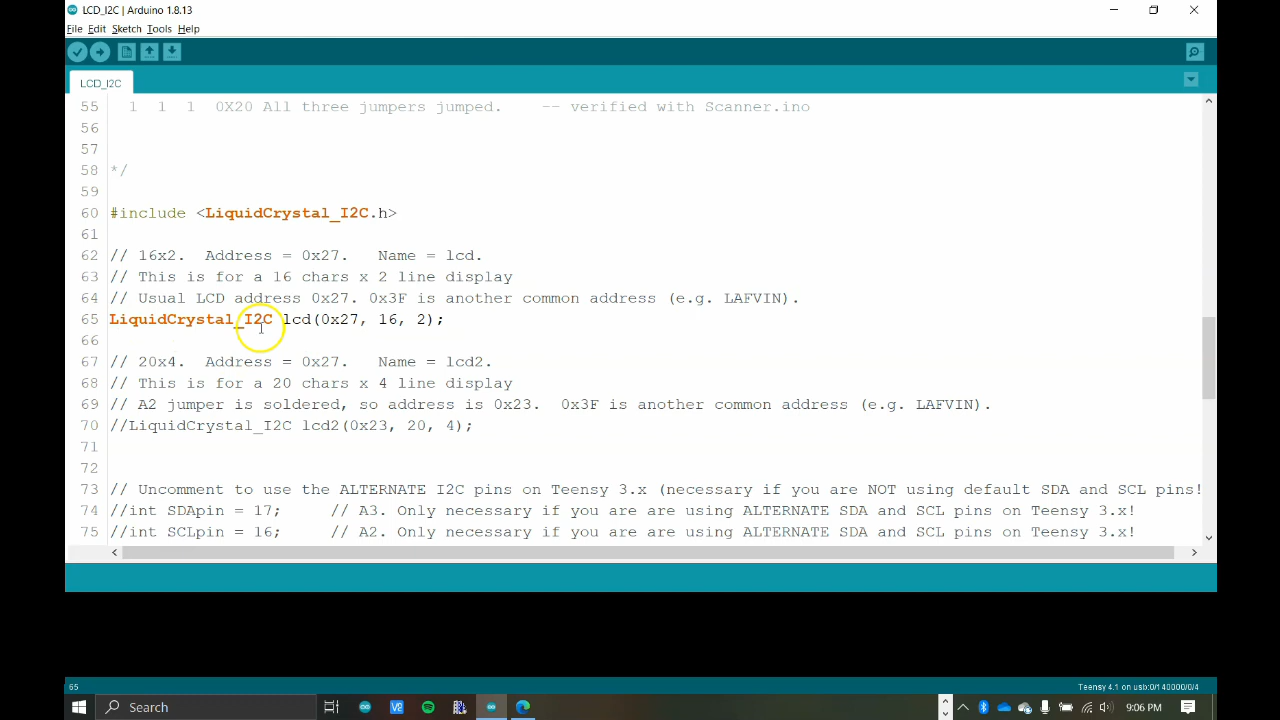 LCD_I2C | Arduino 1.8.13
File Edit Sketch Tools Help
LCD_I2C
55 1 1 1 0X20 All three jumpers jumped. -- verified with Scanner.ino
56
57
58 */
59
60 #include <LiquidCrystal_I2C.h>
61
62 // 16x2. Address = 0x27. Name = lcd.
63 // This is for a 16 chars x 2 line display
64 // Usual LCD address 0x27. 0x3F is another common address (e.g. LAFVIN).
65 LiquidCrystal_I2C lcd(0x27, 16, 2);
66
67 // 20x4. Address = 0x27. Name = lcd2.
68 // This is for a 20 chars x 4 line display
69 // A2 jumper is soldered, so address is 0x23. 0x3F is another common address (e.g. LAFVIN).
70 //LiquidCrystal_I2C lcd2(0x23, 20, 4);
71
72
73 // Uncomment to use the ALTERNATE I2C pins on Teensy 3.x (necessary if you are NOT using default SDA and SCL pins!
74 //int SDApin = 17; // A3. Only necessary if you are are using ALTERNATE SDA and SCL pins on Teensy 3.x!
75 //int SCLpin = 16; // A2. Only necessary if you are are using ALTERNATE SDA and SCL pins on Teensy 3.x!
65 Teensy 4.1 on usb:0/140000/0/4
Search 9:06 PM